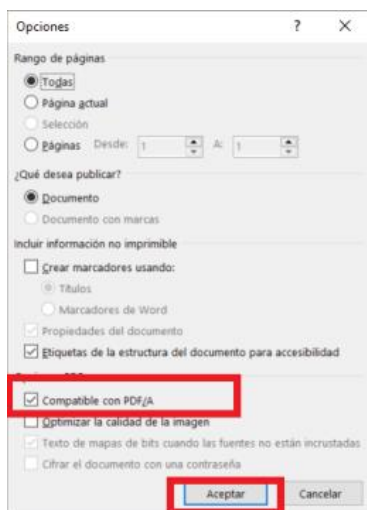 Opciones ? X
Rango de páginas
Todas
Página actual
Selección
Páginas Desde: 1 A: 1
¿Qué desea publicar?
Documento
Documento con marcas
Incluir información no imprimible
Crear marcadores usando:
Títulos
Marcadores de Word
Propiedades del documento
Etiquetas de la estructura del documento para accesibilidad
Compatible con PDF/A
Optimizar la calidad de la imagen
Texto de mapas de bits cuando las fuentes no están incrustadas
Cifrar el documento con una contraseña
Aceptar Cancelar